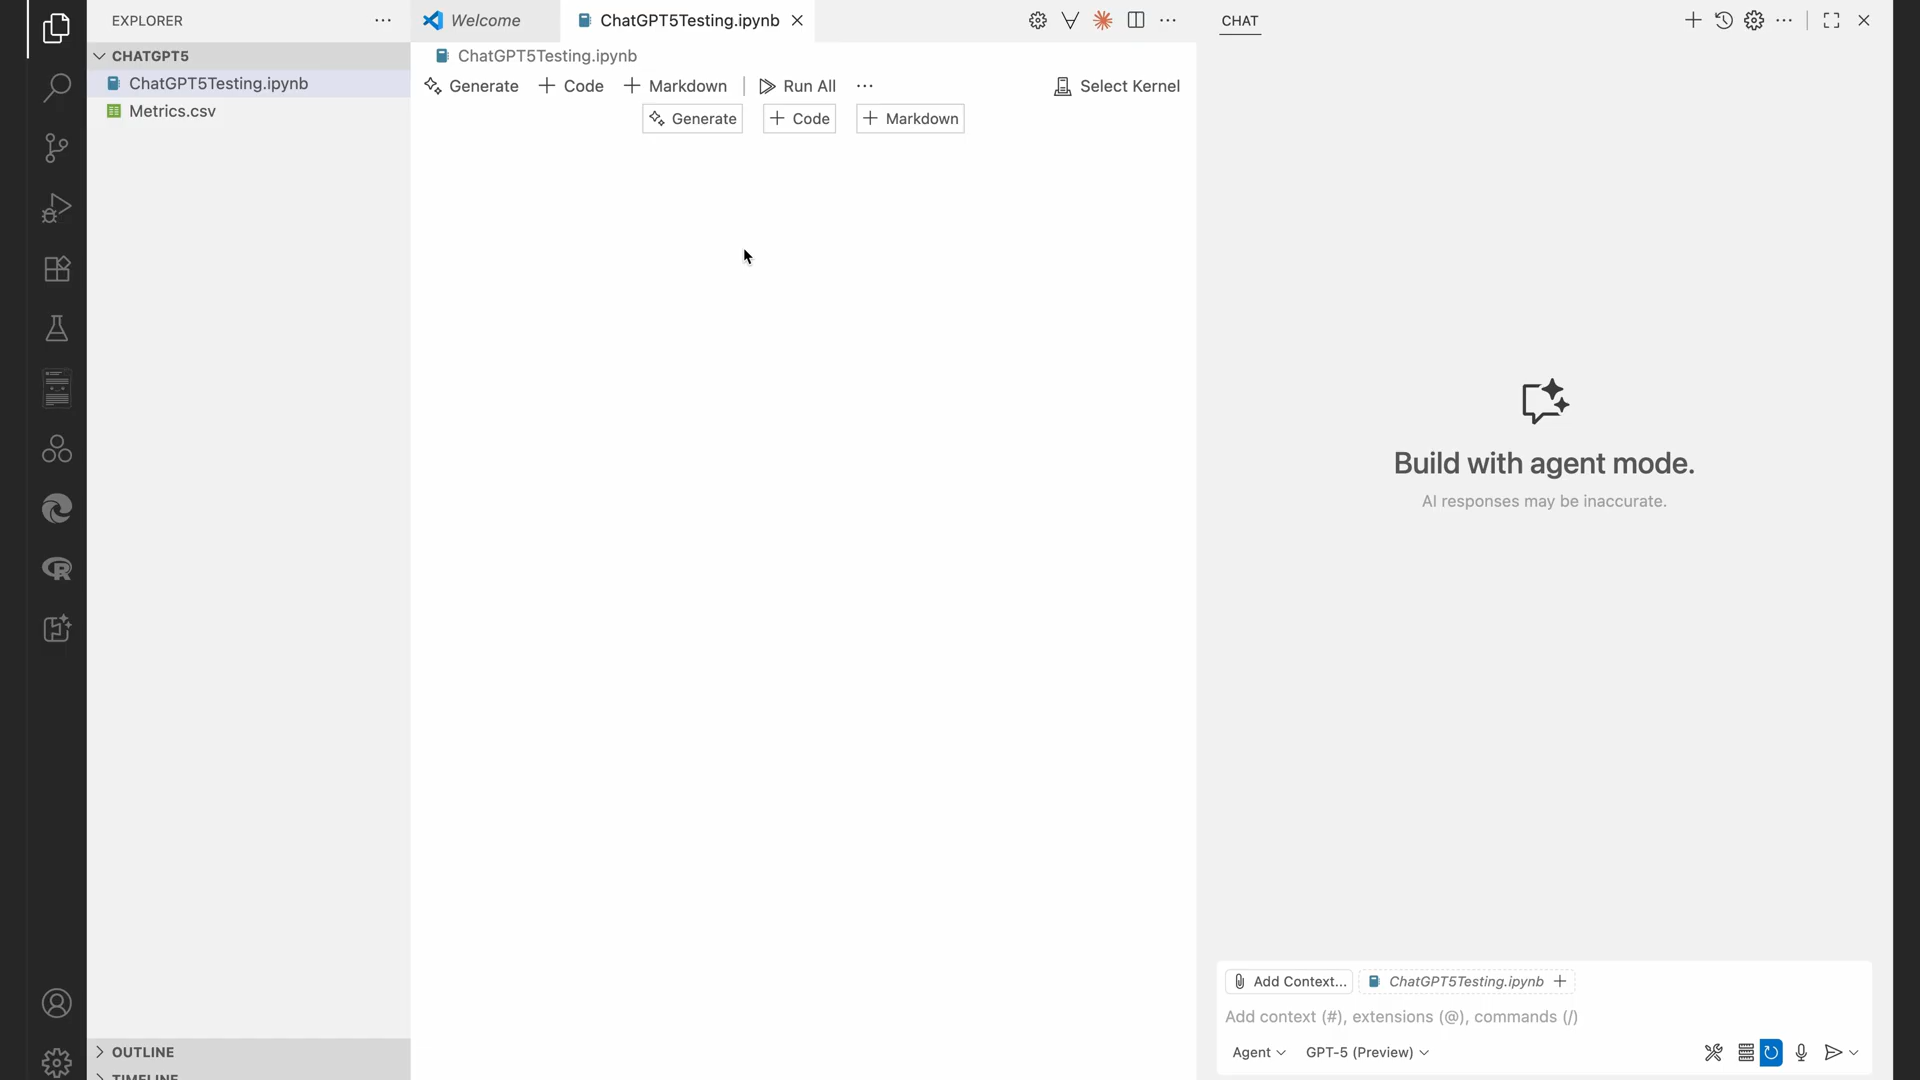 EXPLORER
CHATGPT5
ChatGPT5Testing.ipynb
Metrics.csv
OUTLINE
TIMELINE
Welcome
ChatGPT5Testing.ipynb
ChatGPT5Testing.ipynb
Generate Code Markdown Run All Select Kernel
Generate Code Markdown
CHAT
Build with agent mode.
AI responses may be inaccurate.
Add Context... ChatGPT5Testing.ipynb
Add context (#), extensions (@), commands (/)
Agent GPT-5 (Preview)